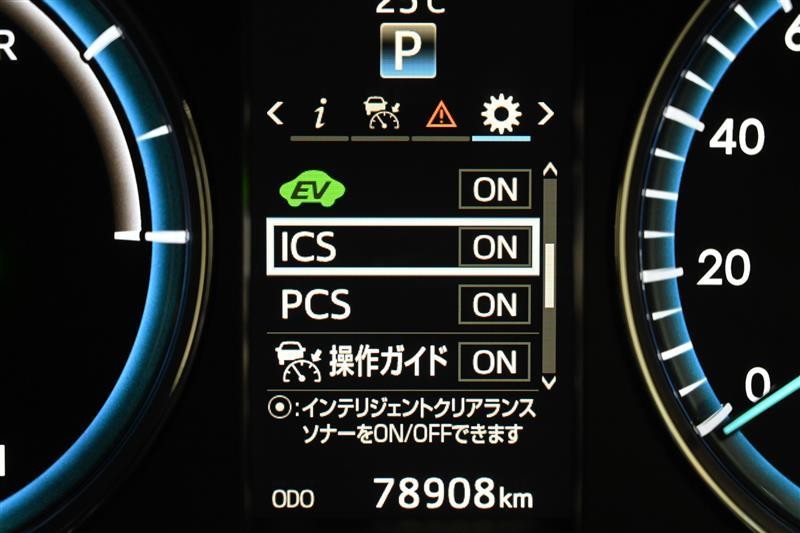 25℃
P
R
i
EV ON
ICS ON
PCS ON
操作ガイド ON
:インテリジェントクリアランス
ソナーをON/OFFできます
ODO 78908km
40
20
0